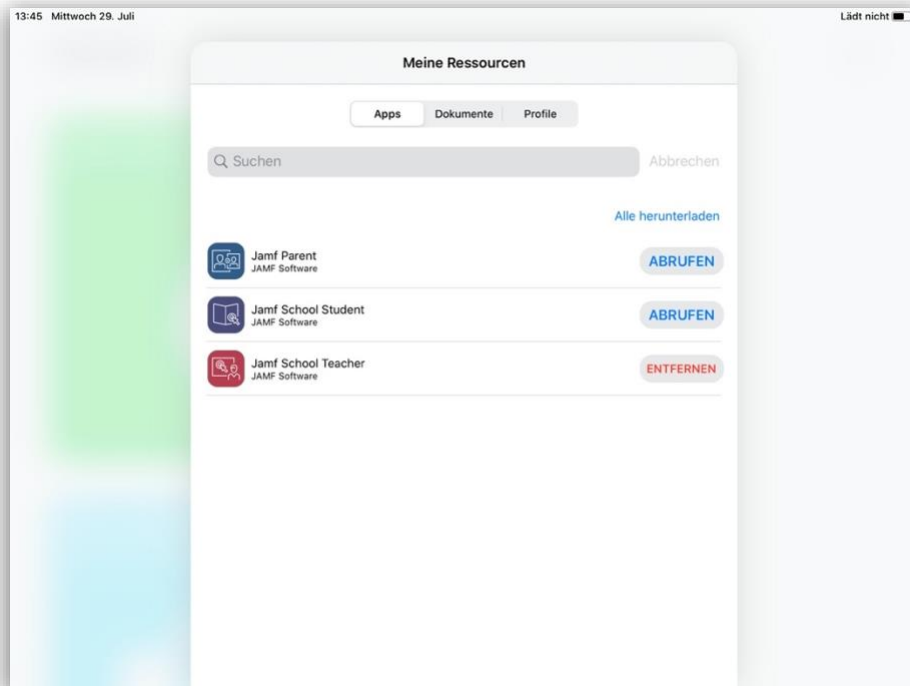 13:45 Mittwoch 29. Juli
Lädt nicht
Meine Ressourcen
Apps Dokumente Profile
Suchen Abbrechen
Alle herunterladen
Jamf Parent
JAMF Software
ABRUFEN
Jamf School Student
JAMF Software
ABRUFEN
Jamf School Teacher
JAMF Software
ENTFERNEN